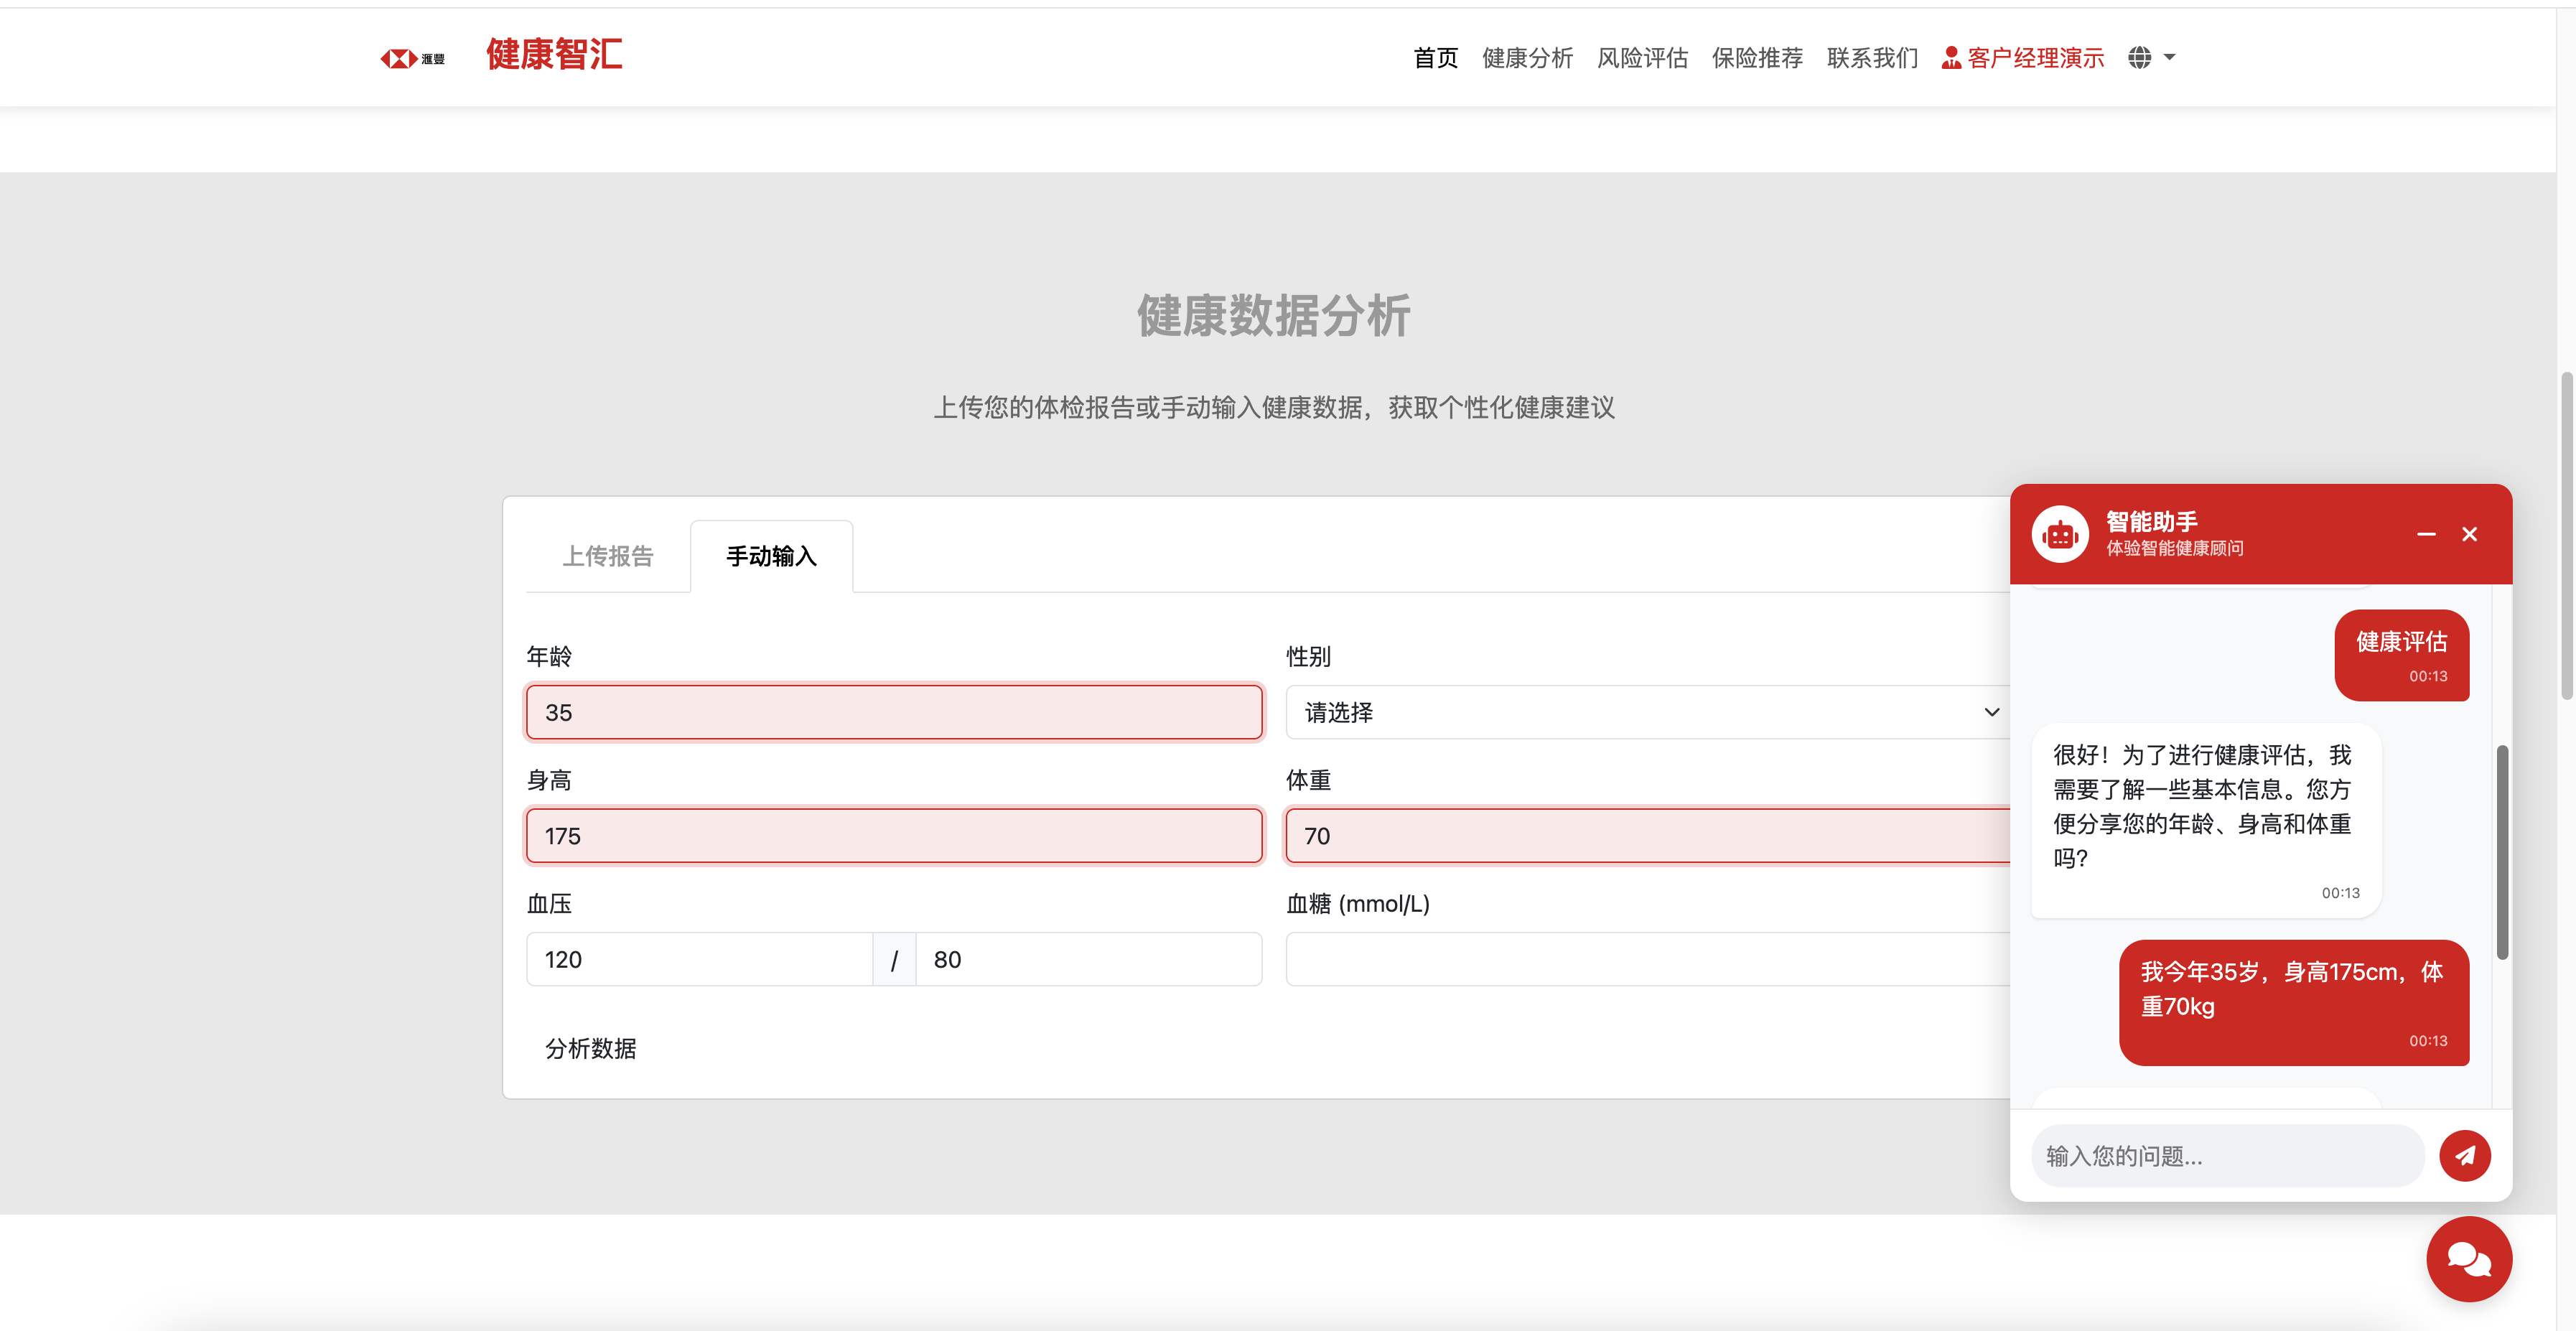 滙豐
健康智汇
首页 健康分析 风险评估 保险推荐 联系我们 客户经理演示
健康数据分析
上传您的体检报告或手动输入健康数据，获取个性化健康建议
上传报告 手动输入
年龄
35
性别
请选择
身高
175
体重
70
血压
120 / 80
血糖 (mmol/L)
分析数据
智能助手
体验智能健康顾问
健康评估
00:13
很好！为了进行健康评估，我
需要了解一些基本信息。您方
便分享您的年龄、身高和体重
吗？
00:13
我今年35岁，身高175cm，体
重70kg
00:13
输入您的问题...